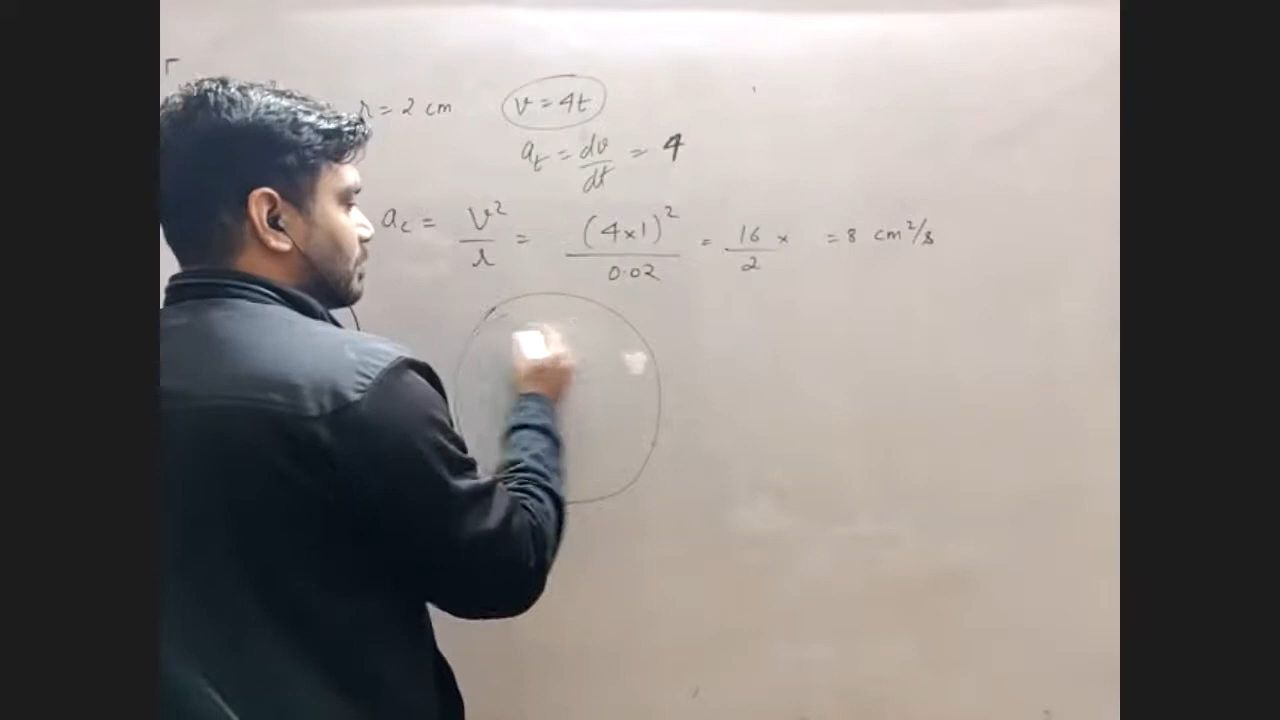 r = 2 cm v = 4t
a_t = dv/dt = 4
a_c = v²/r = (4×1)²/0.02 = 16/2 × = 8 cm²/s